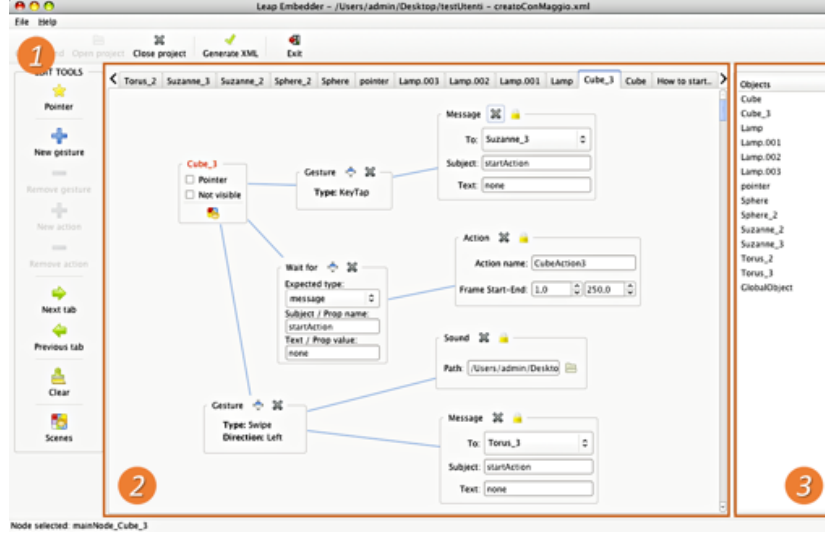 Leap Embedder - /Users/admin/Desktop/testUtenti - creatoConMaggio.xml
File Help
Open project Close project Generate XML Exit
1
EDIT TOOLS
Pointer
New gesture
Remove gesture
New action
Remove action
Next tab
Previous tab
Clear
Scenes
Torus_2 Suzanne_3 Suzanne_2 Sphere_2 Sphere pointer Lamp.003 Lamp.002 Lamp.001 Lamp Cube_3 Cube How to start..
Message
To: Suzanne_3
Subject: startAction
Text: none
Cube_3
Pointer
Not visible
Gesture
Type: KeyTap
Action
Action name: CubeAction3
Frame Start-End: 1,0 250,0
Wait for
Expected type:
message
Subject / Prop name:
startAction
Text / Prop value:
none
Sound
Path: /Users/admin/Deskto
Gesture
Type: Swipe
Direction: Left
Message
To: Torus_3
Subject: startAction
Text: none
2
Objects
Cube
Cube_3
Lamp
Lamp.001
Lamp.002
Lamp.003
pointer
Sphere
Sphere_2
Suzanne_2
Suzanne_3
Torus_2
Torus_3
GlobalObject
3
Node selected: mainNode_Cube_3